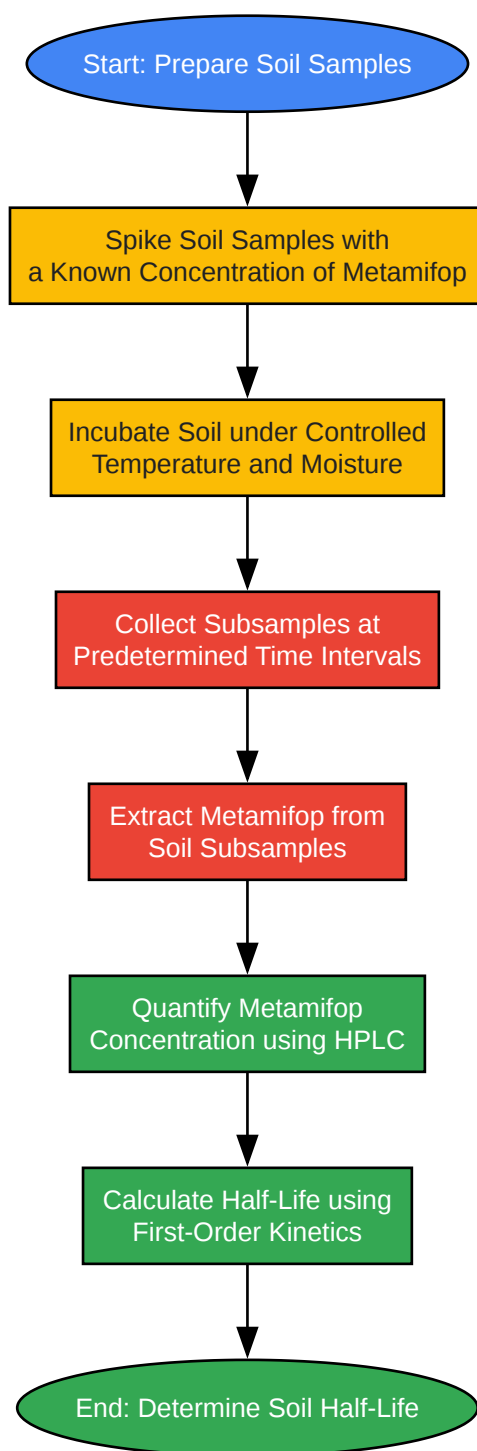 Start: Prepare Soil Samples
Spike Soil Samples with
a Known Concentration of Metamifop
Incubate Soil under Controlled
Temperature and Moisture
Collect Subsamples at
Predetermined Time Intervals
Extract Metamifop from
Soil Subsamples
Quantify Metamifop
Concentration using HPLC
Calculate Half-Life using
First-Order Kinetics
End: Determine Soil Half-Life